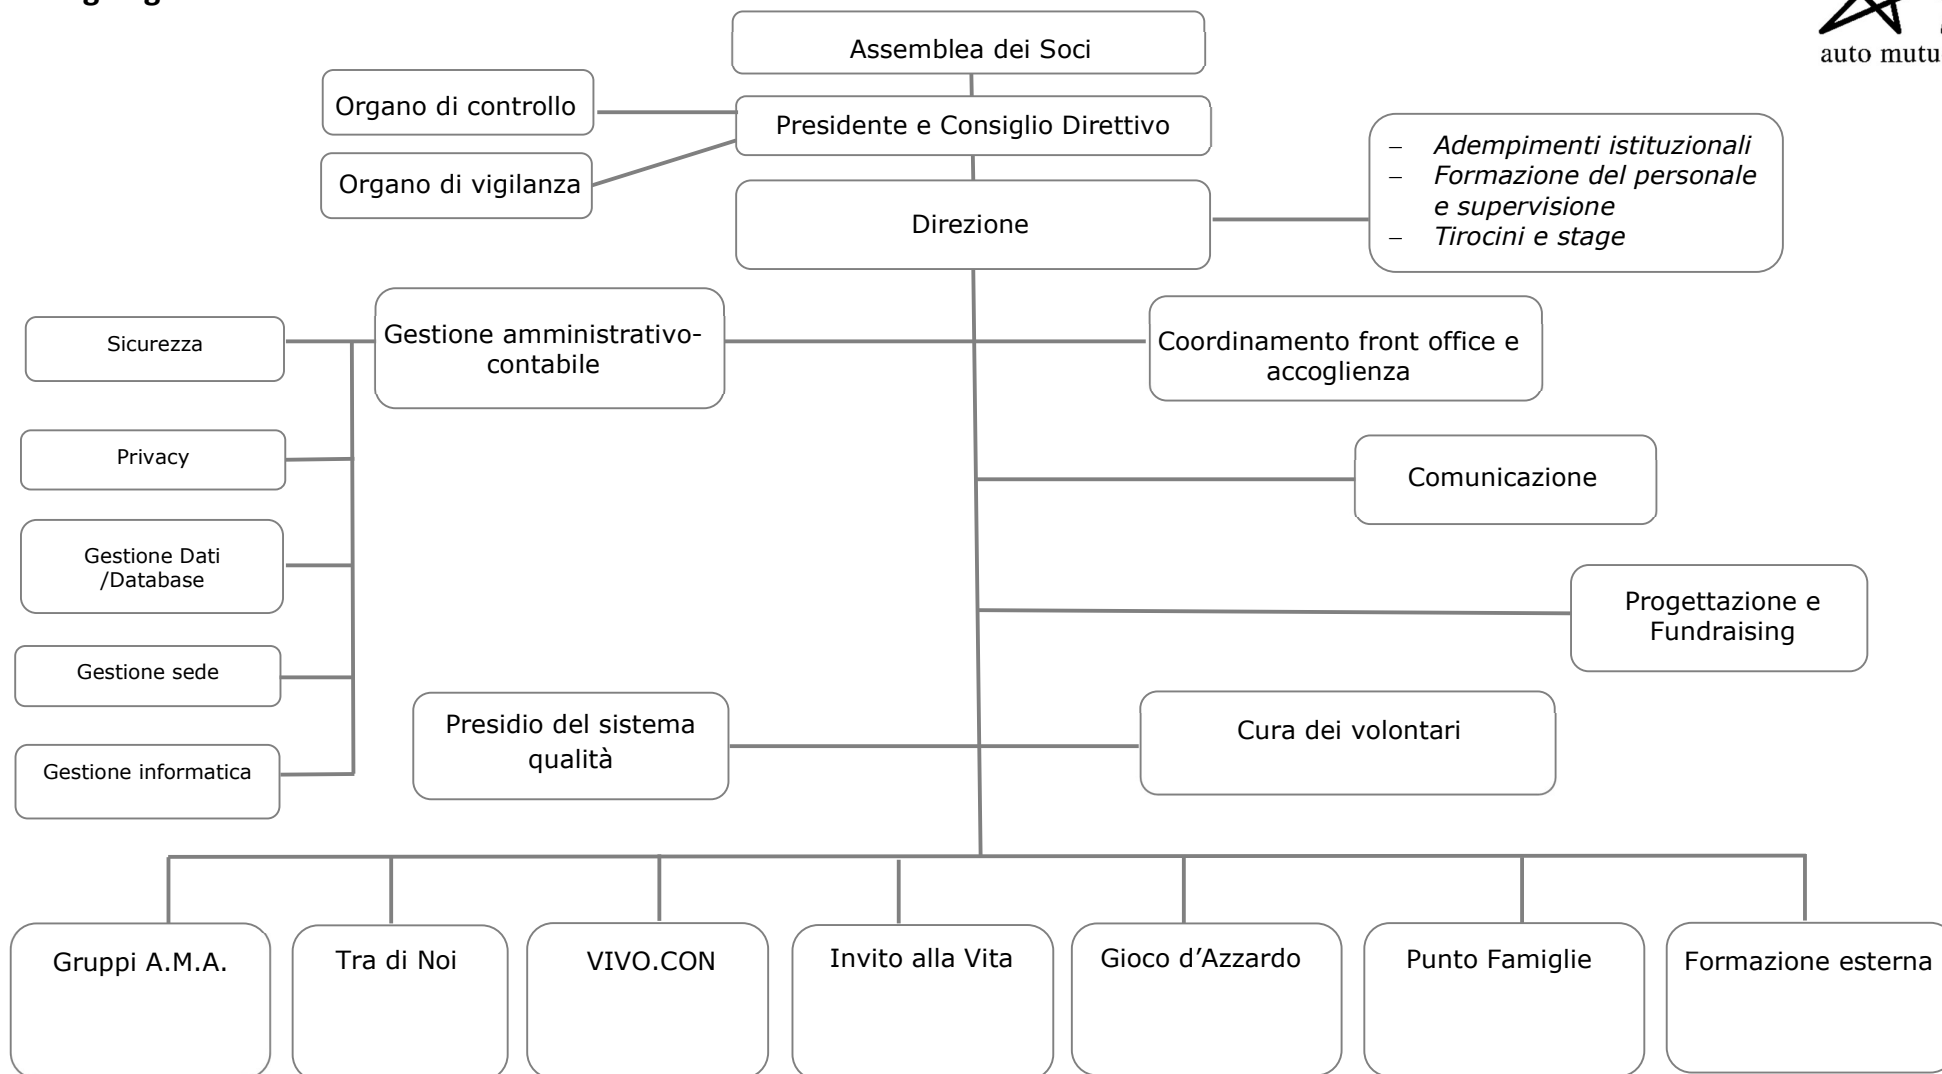 auto mutu
Assemblea dei Soci
Organo di controllo
Presidente e Consiglio Direttivo
Organo di vigilanza
Direzione
– Adempimenti istituzionali
– Formazione del personale
e supervisione
– Tirocini e stage
Sicurezza
Gestione amministrativo-
contabile
Coordinamento front office e
accoglienza
Privacy
Comunicazione
Gestione Dati
/Database
Progettazione e
Fundraising
Gestione sede
Presidio del sistema
qualità
Cura dei volontari
Gestione informatica
Gruppi A.M.A.
Tra di Noi
VIVO.CON
Invito alla Vita
Gioco d’Azzardo
Punto Famiglie
Formazione esterna